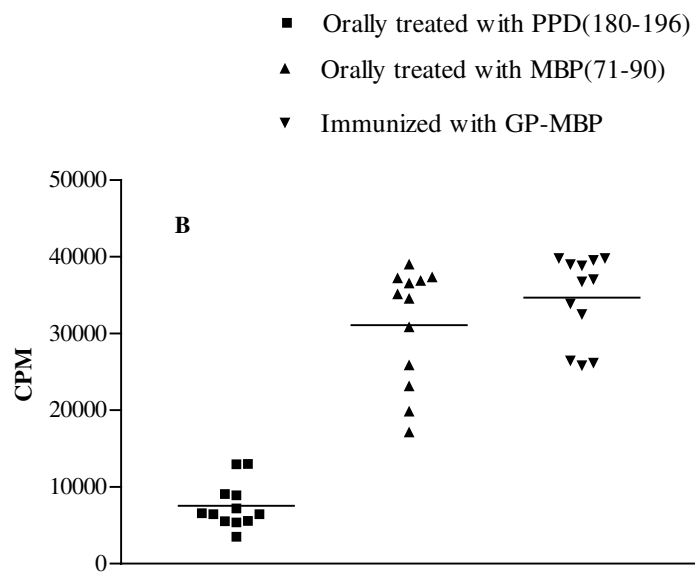 Orally treated with PPD(180-196)
Orally treated with MBP(71-90)
Immunized with GP-MBP
50000
B
40000
30000
CPM
20000
10000
0